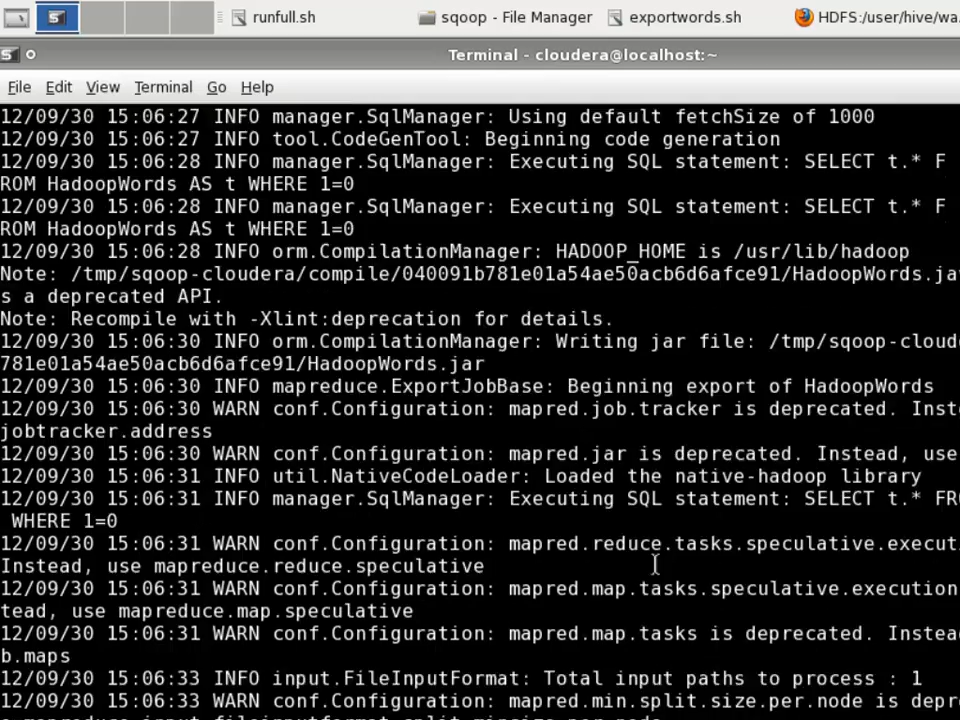 runfull.sh
sqoop - File Manager
exportwords.sh
HDFS:/user/hive/wa
Terminal - cloudera@localhost:~
File Edit View Terminal Go Help
12/09/30 15:06:27 INFO manager.SqlManager: Using default fetchSize of 1000
12/09/30 15:06:27 INFO tool.CodeGenTool: Beginning code generation
12/09/30 15:06:28 INFO manager.SqlManager: Executing SQL statement: SELECT t.* F
ROM HadoopWords AS t WHERE 1=0
12/09/30 15:06:28 INFO manager.SqlManager: Executing SQL statement: SELECT t.* F
ROM HadoopWords AS t WHERE 1=0
12/09/30 15:06:28 INFO orm.CompilationManager: HADOOP_HOME is /usr/lib/hadoop
Note: /tmp/sqoop-cloudera/compile/040091b781e01a54ae50acb6d6afce91/HadoopWords.ja
s a deprecated API.
Note: Recompile with -Xlint:deprecation for details.
12/09/30 15:06:30 INFO orm.CompilationManager: Writing jar file: /tmp/sqoop-cloud
781e01a54ae50acb6d6afce91/HadoopWords.jar
12/09/30 15:06:30 INFO mapreduce.ExportJobBase: Beginning export of HadoopWords
12/09/30 15:06:30 WARN conf.Configuration: mapred.job.tracker is deprecated. Inst
jobtracker.address
12/09/30 15:06:30 WARN conf.Configuration: mapred.jar is deprecated. Instead, use
12/09/30 15:06:31 INFO util.NativeCodeLoader: Loaded the native-hadoop library
12/09/30 15:06:31 INFO manager.SqlManager: Executing SQL statement: SELECT t.* FRO
WHERE 1=0
12/09/30 15:06:31 WARN conf.Configuration: mapred.reduce.tasks.speculative.execut
Instead, use mapreduce.reduce.speculative
12/09/30 15:06:31 WARN conf.Configuration: mapred.map.tasks.speculative.execution
tead, use mapreduce.map.speculative
12/09/30 15:06:31 WARN conf.Configuration: mapred.map.tasks is deprecated. Instea
b.maps
12/09/30 15:06:33 INFO input.FileInputFormat: Total input paths to process : 1
12/09/30 15:06:33 WARN conf.Configuration: mapred.min.split.size.per.node is depr